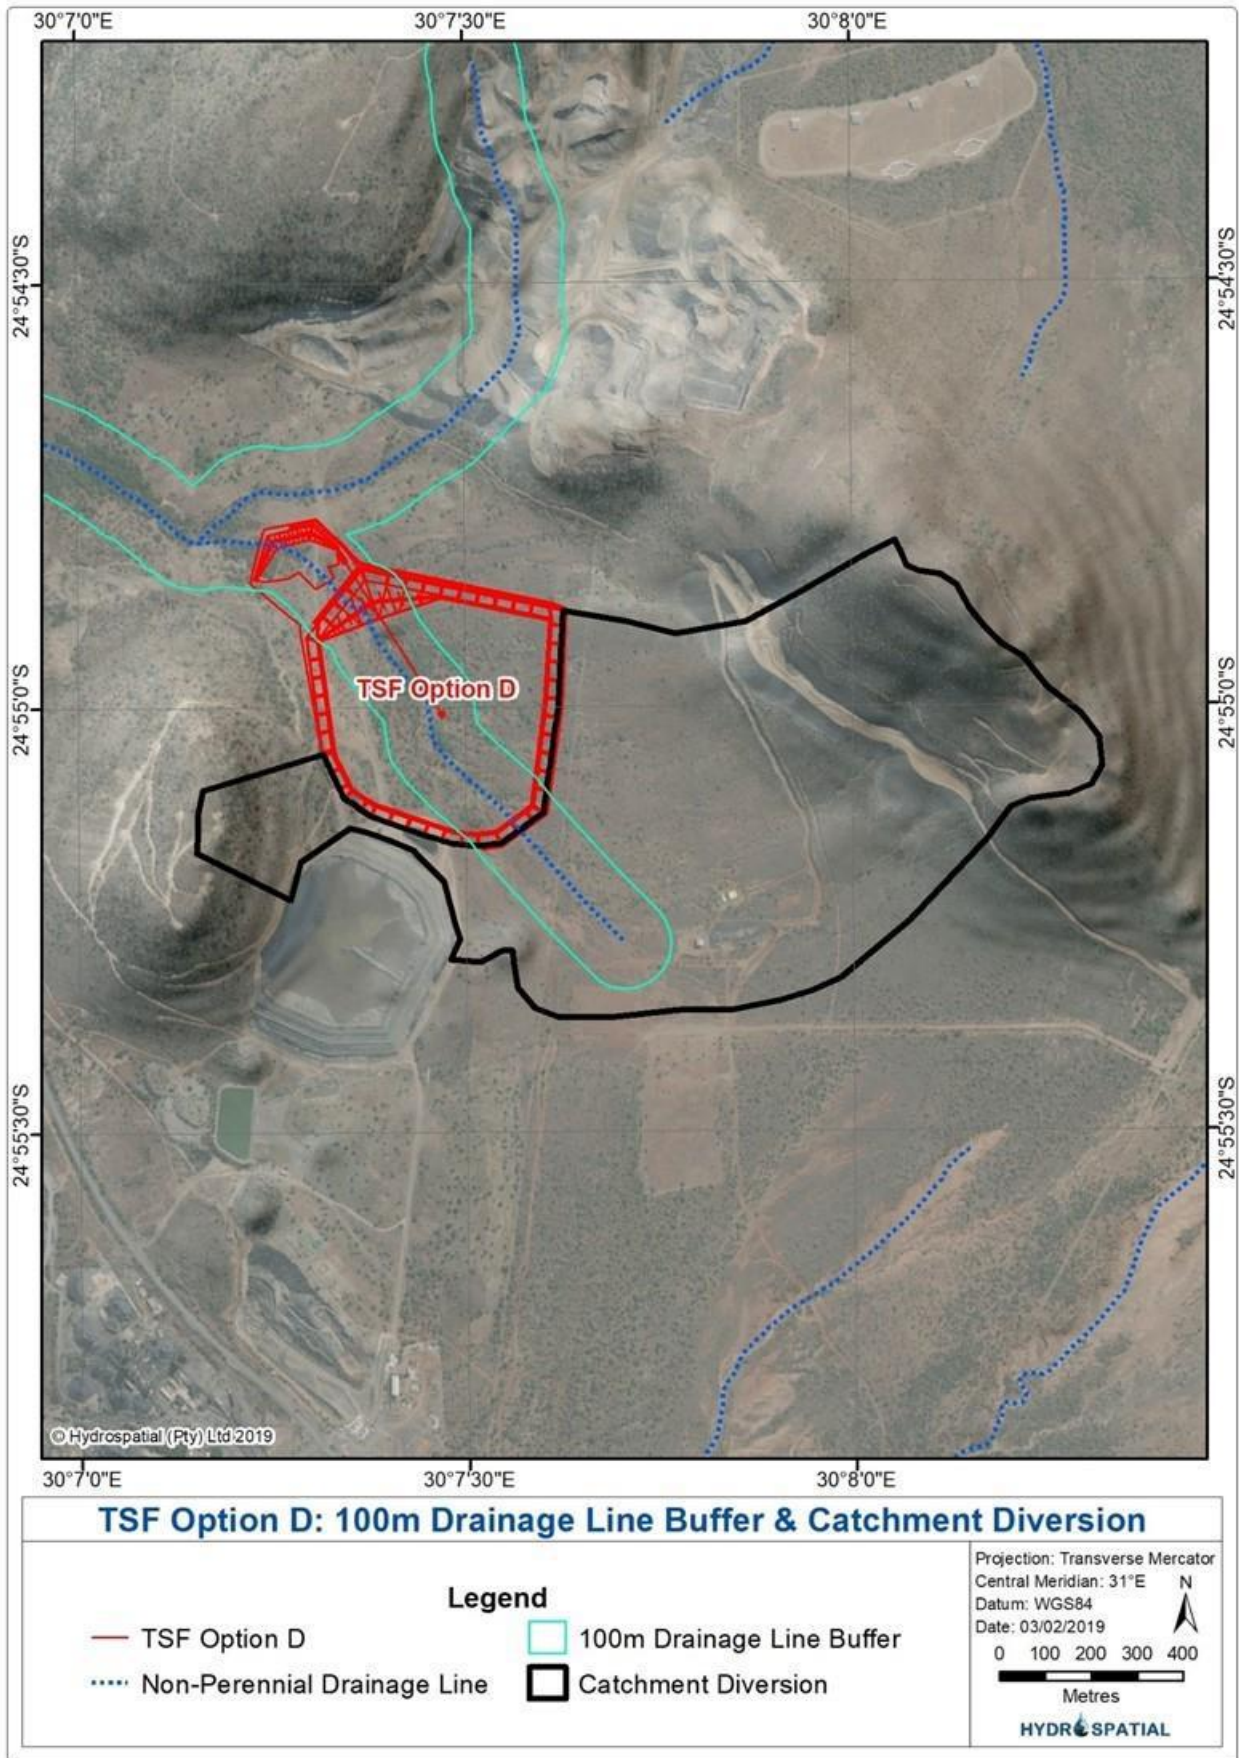 30°7'0"E
30°7'30"E
30°8'0"E
24°54'30"S
24°54'30"S
TSF Option D
24°55'0"S
24°55'0"S
24°55'30"S
24°55'30"S
© Hydrospatial (Pty) Ltd 2019
30°7'0"E
30°7'30"E
30°8'0"E
TSF Option D: 100m Drainage Line Buffer & Catchment Diversion
Legend
TSF Option D
100m Drainage Line Buffer
Non-Perennial Drainage Line
Catchment Diversion
Projection: Transverse Mercator
Central Meridian: 31°E
N
Datum: WGS84
Date: 03/02/2019
0 100 200 300 400
Metres
HYDROSPATIAL